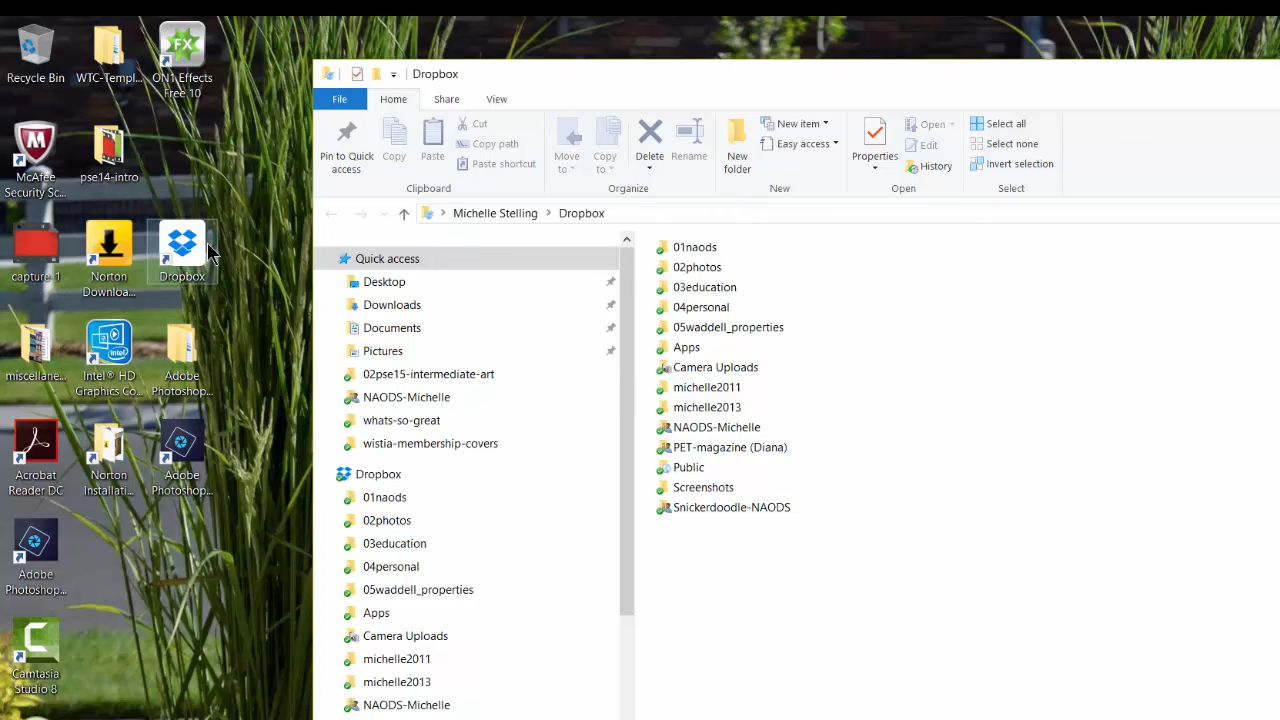 Recycle Bin
WTC-Templ...
FX
ON1 Effects
Free 10
McAfee
Security Sc...
pse14-intro
capture-1
Norton
Downloa...
Dropbox
miscellane...
intel
Intel® HD
Graphics Co...
Adobe
Photoshop...
Acrobat
Reader DC
Norton
Installati...
Adobe
Photoshop...
Adobe
Photoshop...
Camtasia
Studio 8
Dropbox
File
Home
Share
View
Pin to Quick
access
Copy
Paste
Cut
Copy path
Paste shortcut
Clipboard
Move
to
Copy
to
Delete
Rename
Organize
New
folder
New item
Easy access
New
Properties
Open
Edit
History
Open
Select all
Select none
Invert selection
Select
Michelle Stelling > Dropbox
Quick access
Desktop
Downloads
Documents
Pictures
02pse15-intermediate-art
NAODS-Michelle
whats-so-great
wistia-membership-covers
Dropbox
01naods
02photos
03education
04personal
05waddell_properties
Apps
Camera Uploads
michelle2011
michelle2013
NAODS-Michelle
01naods
02photos
03education
04personal
05waddell_properties
Apps
Camera Uploads
michelle2011
michelle2013
NAODS-Michelle
PET-magazine (Diana)
Public
Screenshots
Snickerdoodle-NAODS